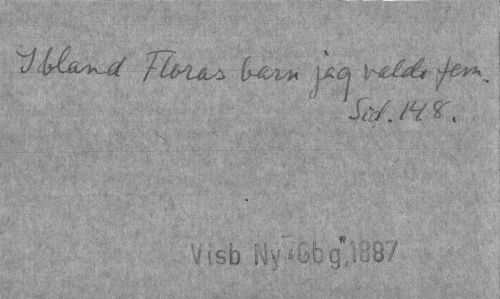 Ibland Floras barn jag valde fem.
Sid. 148.
Visb Ny Gbg, 1887